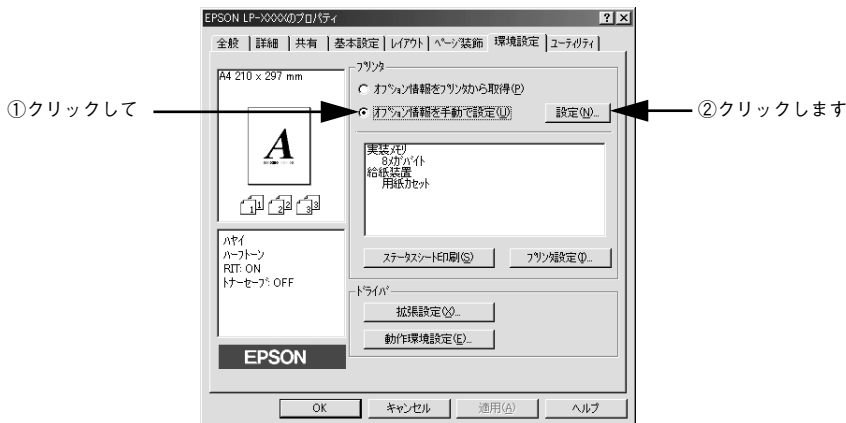 EPSON LP-XXXXのプロパティ
全般 詳細 共有 基本設定 レイアウト ページ装飾 環境設定 ユーティリティ
A4 210 x 297 mm
A
1 1 2 2 3 3
ハヤイ
ハーフトーン
RIT: ON
トナーセーブ: OFF
EPSON
プリンタ
オプション情報をプリンタから取得(P)
①クリックして
オプション情報を手動で設定(U)
設定(N)...
②クリックします
実装メモリ
8メガバイト
給紙装置
用紙カセット
ステータスシート印刷(S)
プリンタ設定(I)...
ドライバ
拡張設定(X)...
動作環境設定(E)...
OK
キャンセル
適用(A)
ヘルプ